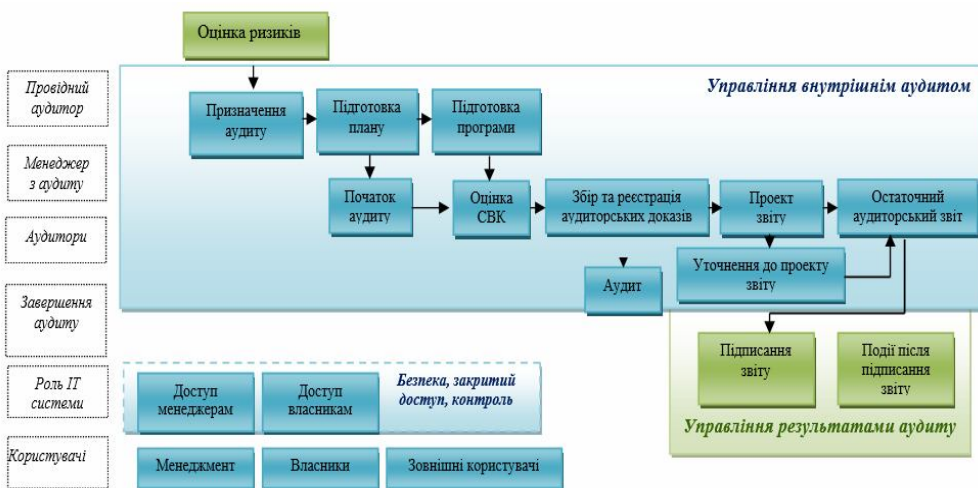 Оцінка ризиків
Управління внутрішнім аудитом
Провідний
аудитор
Призначення
аудиту
Підготовка
плану
Підготовка
програми
Менеджер
з аудиту
Початок
аудиту
Оцінка
СВК
Збір та реєстрація
аудиторських доказів
Проект
звіту
Остаточний
аудиторський звіт
Аудитори
Уточнення до проекту
звіту
Аудит
Завершення
аудиту
Підписання
звіту
Події після
підписання
звіту
Управління результатами аудиту
Роль ІТ
системи
Доступ
менеджерам
Доступ
власникам
Безпека, закритий
доступ, контроль
Користувачі
Менеджмент
Власники
Зовнішні користувачі